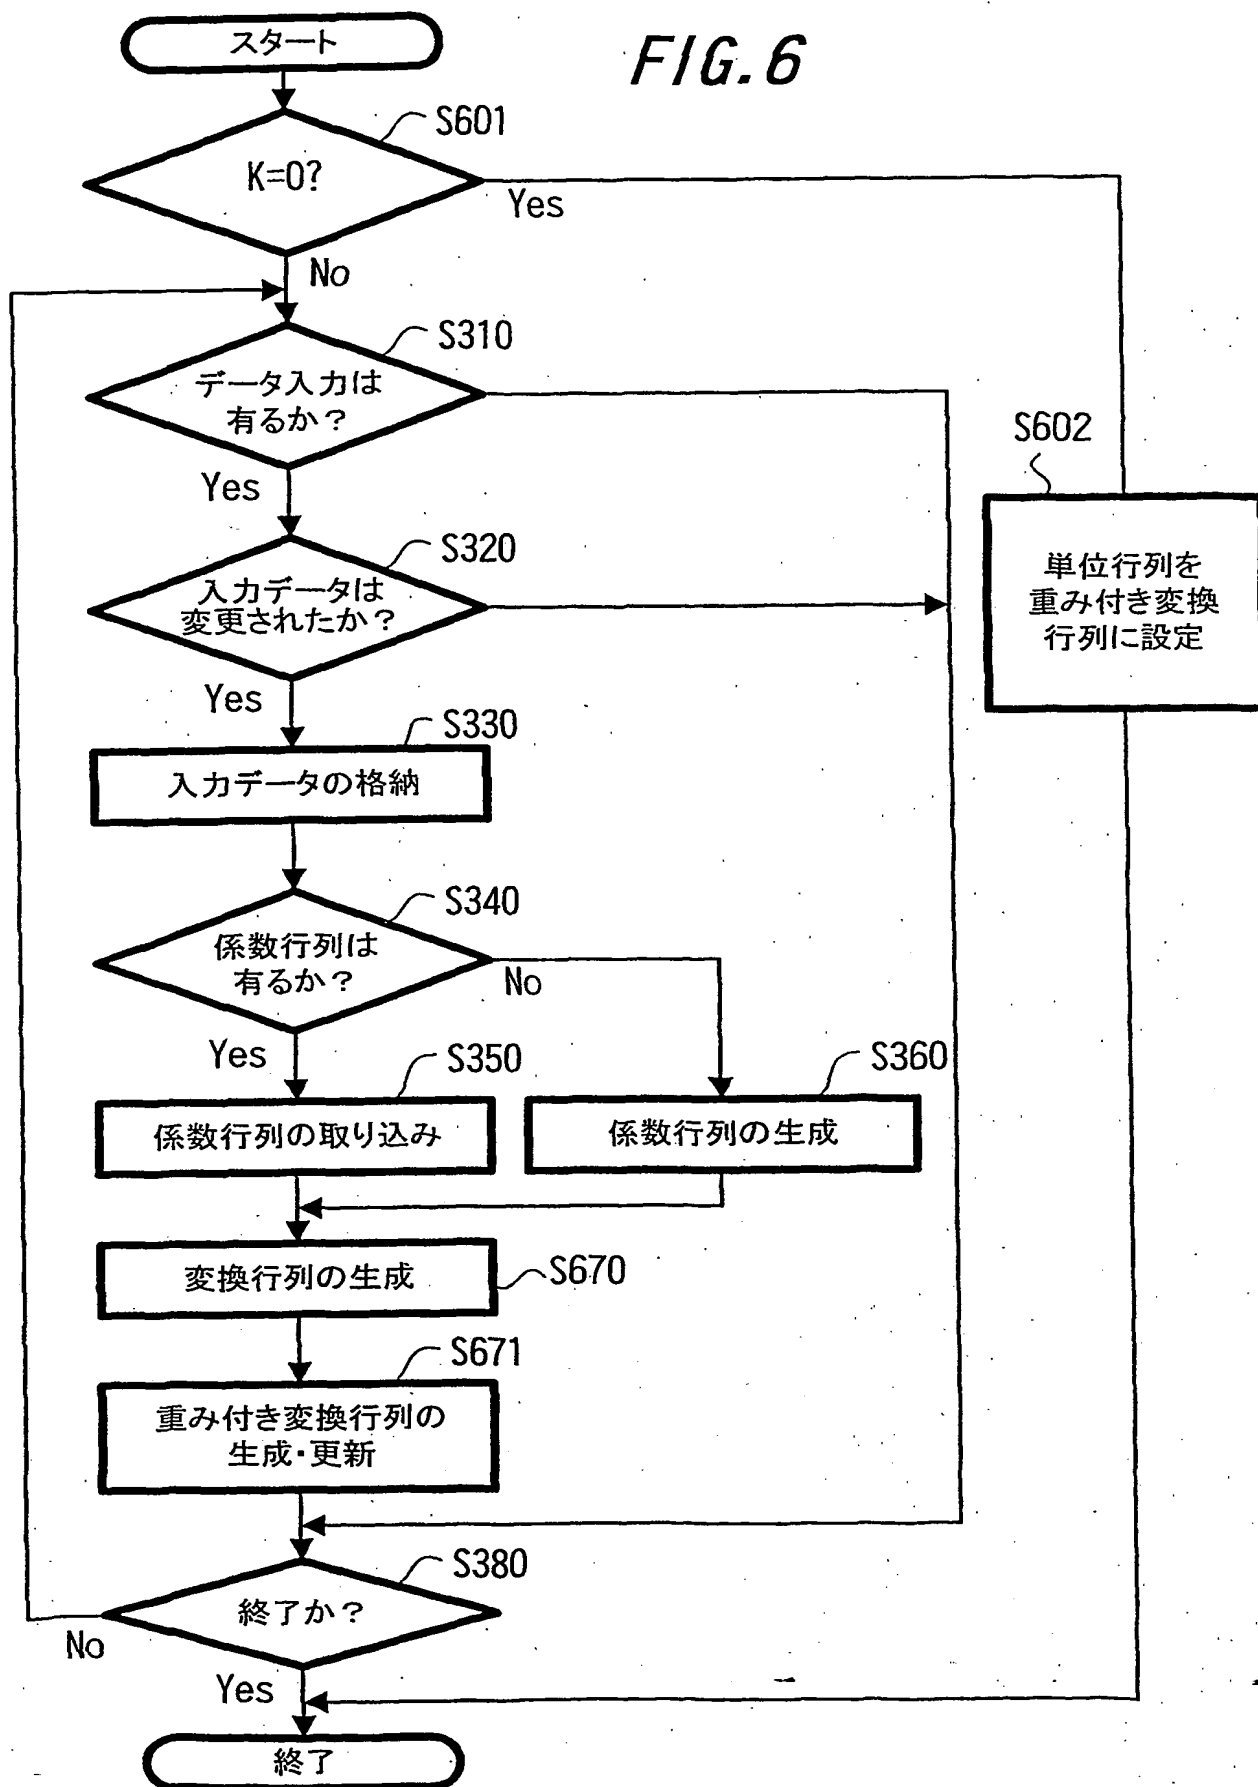 スタート
FIG.6
S601
K=0?
Yes
No
S310
データ入力は
有るか？
Yes
S602
単位行列を
重み付き変換
行列に設定
S320
入力データは
変更されたか？
Yes
S330
入力データの格納
S340
係数行列は
有るか？
No
Yes
S350
係数行列の取り込み
S360
係数行列の生成
変換行列の生成
S670
S671
重み付き変換行列の
生成・更新
S380
終了か？
No
Yes
終了